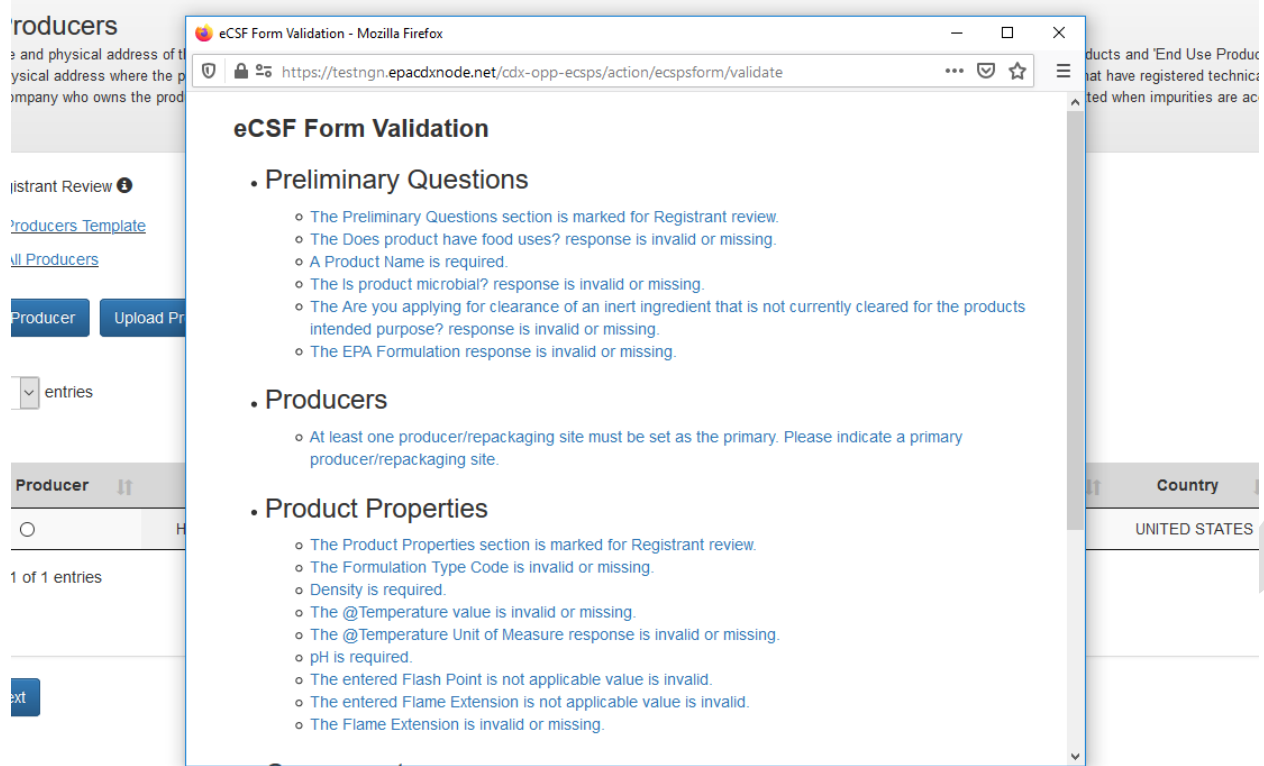 roducers
eCSF Form Validation - Mozilla Firefox
e and physical address of t
ducts and 'End Use Produc
https://testngn.epacdxnode.net/cdx-opp-ecsps/action/ecspsform/validate
ysical address where the p
hat have registered technica
ompany who owns the prod
ted when impurities are ac
eCSF Form Validation
Preliminary Questions
gistrant Review
The Preliminary Questions section is marked for Registrant review.
Producers Template
The Does product have food uses? response is invalid or missing.
All Producers
A Product Name is required.
The Is product microbial? response is invalid or missing.
Producer
Upload Pr
The Are you applying for clearance of an inert ingredient that is not currently cleared for the products
intended purpose? response is invalid or missing.
The EPA Formulation response is invalid or missing.
entries
Producers
At least one producer/repackaging site must be set as the primary. Please indicate a primary
producer/repackaging site.
Producer
Country
Product Properties
H
UNITED STATES
The Product Properties section is marked for Registrant review.
The Formulation Type Code is invalid or missing.
1 of 1 entries
Density is required.
The @Temperature value is invalid or missing.
The @Temperature Unit of Measure response is invalid or missing.
pH is required.
The entered Flash Point is not applicable value is invalid.
ext
The entered Flame Extension is not applicable value is invalid.
The Flame Extension is invalid or missing.